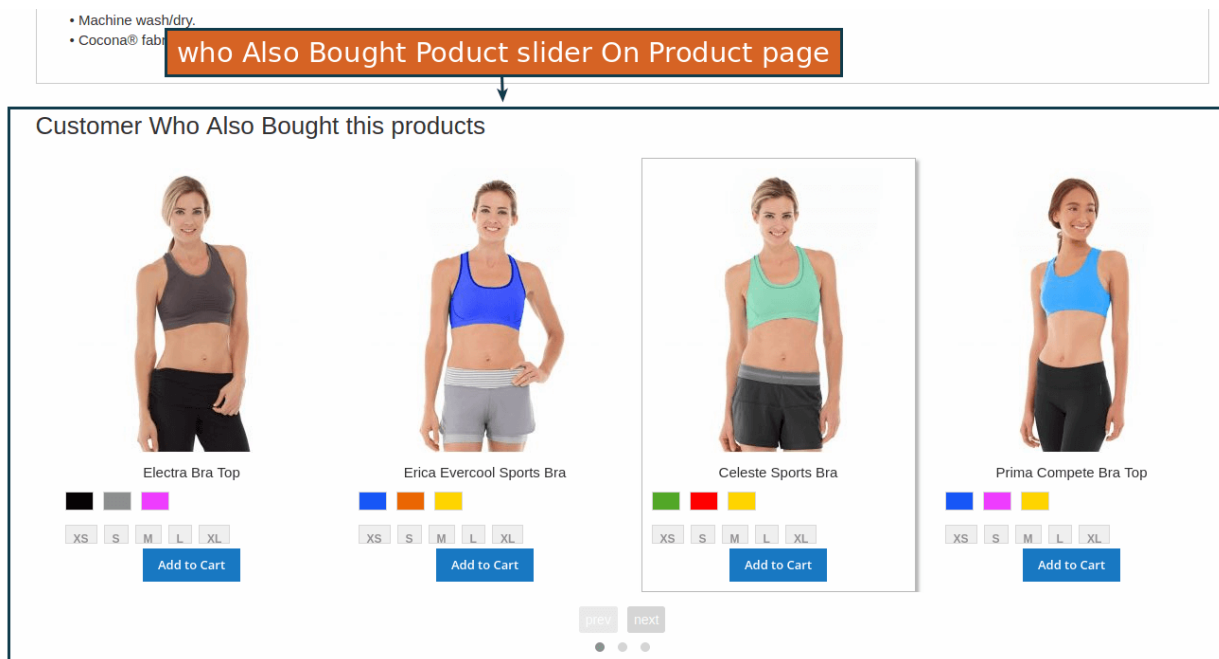 • Machine wash/dry.
• Cocona® fabr
who Also Bought Poduct slider On Product page
Customer Who Also Bought this products
Electra Bra Top
XS S M L XL
Add to Cart
Erica Evercool Sports Bra
XS S M L XL
Add to Cart
Celeste Sports Bra
XS S M L XL
Add to Cart
Prima Compete Bra Top
XS S M L XL
Add to Cart
prev next